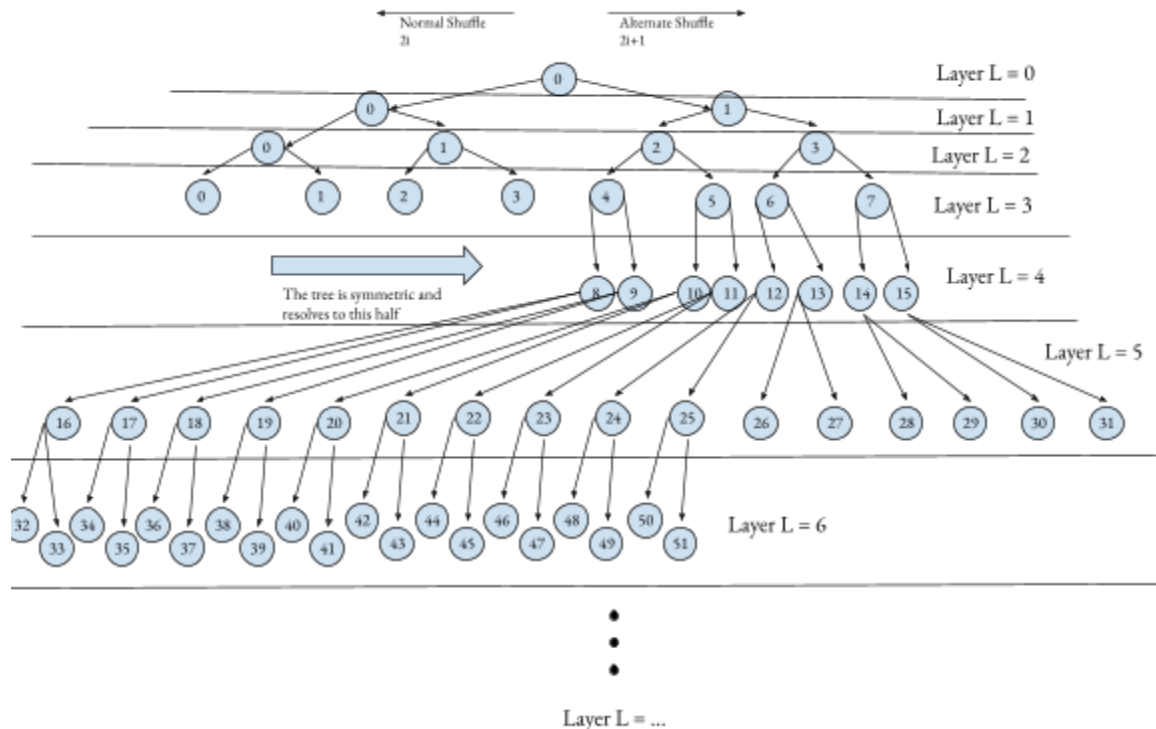 Normal Shuffle
2i
Alternate Shuffle
2i+1
0
Layer L = 0
0 1
Layer L = 1
0 1 2 3
Layer L = 2
0 1 2 3 4 5 6 7
Layer L = 3
8 9 10 11 12 13 14 15
Layer L = 4
The tree is symmetric and
resolves to this half
Layer L = 5
16 17 18 19 20 21 22 23 24 25 26 27 28 29 30 31
32 34 36 38 40 42 44 46 48 50
Layer L = 6
33 35 37 39 41 43 45 47 49 51
Layer L = ...